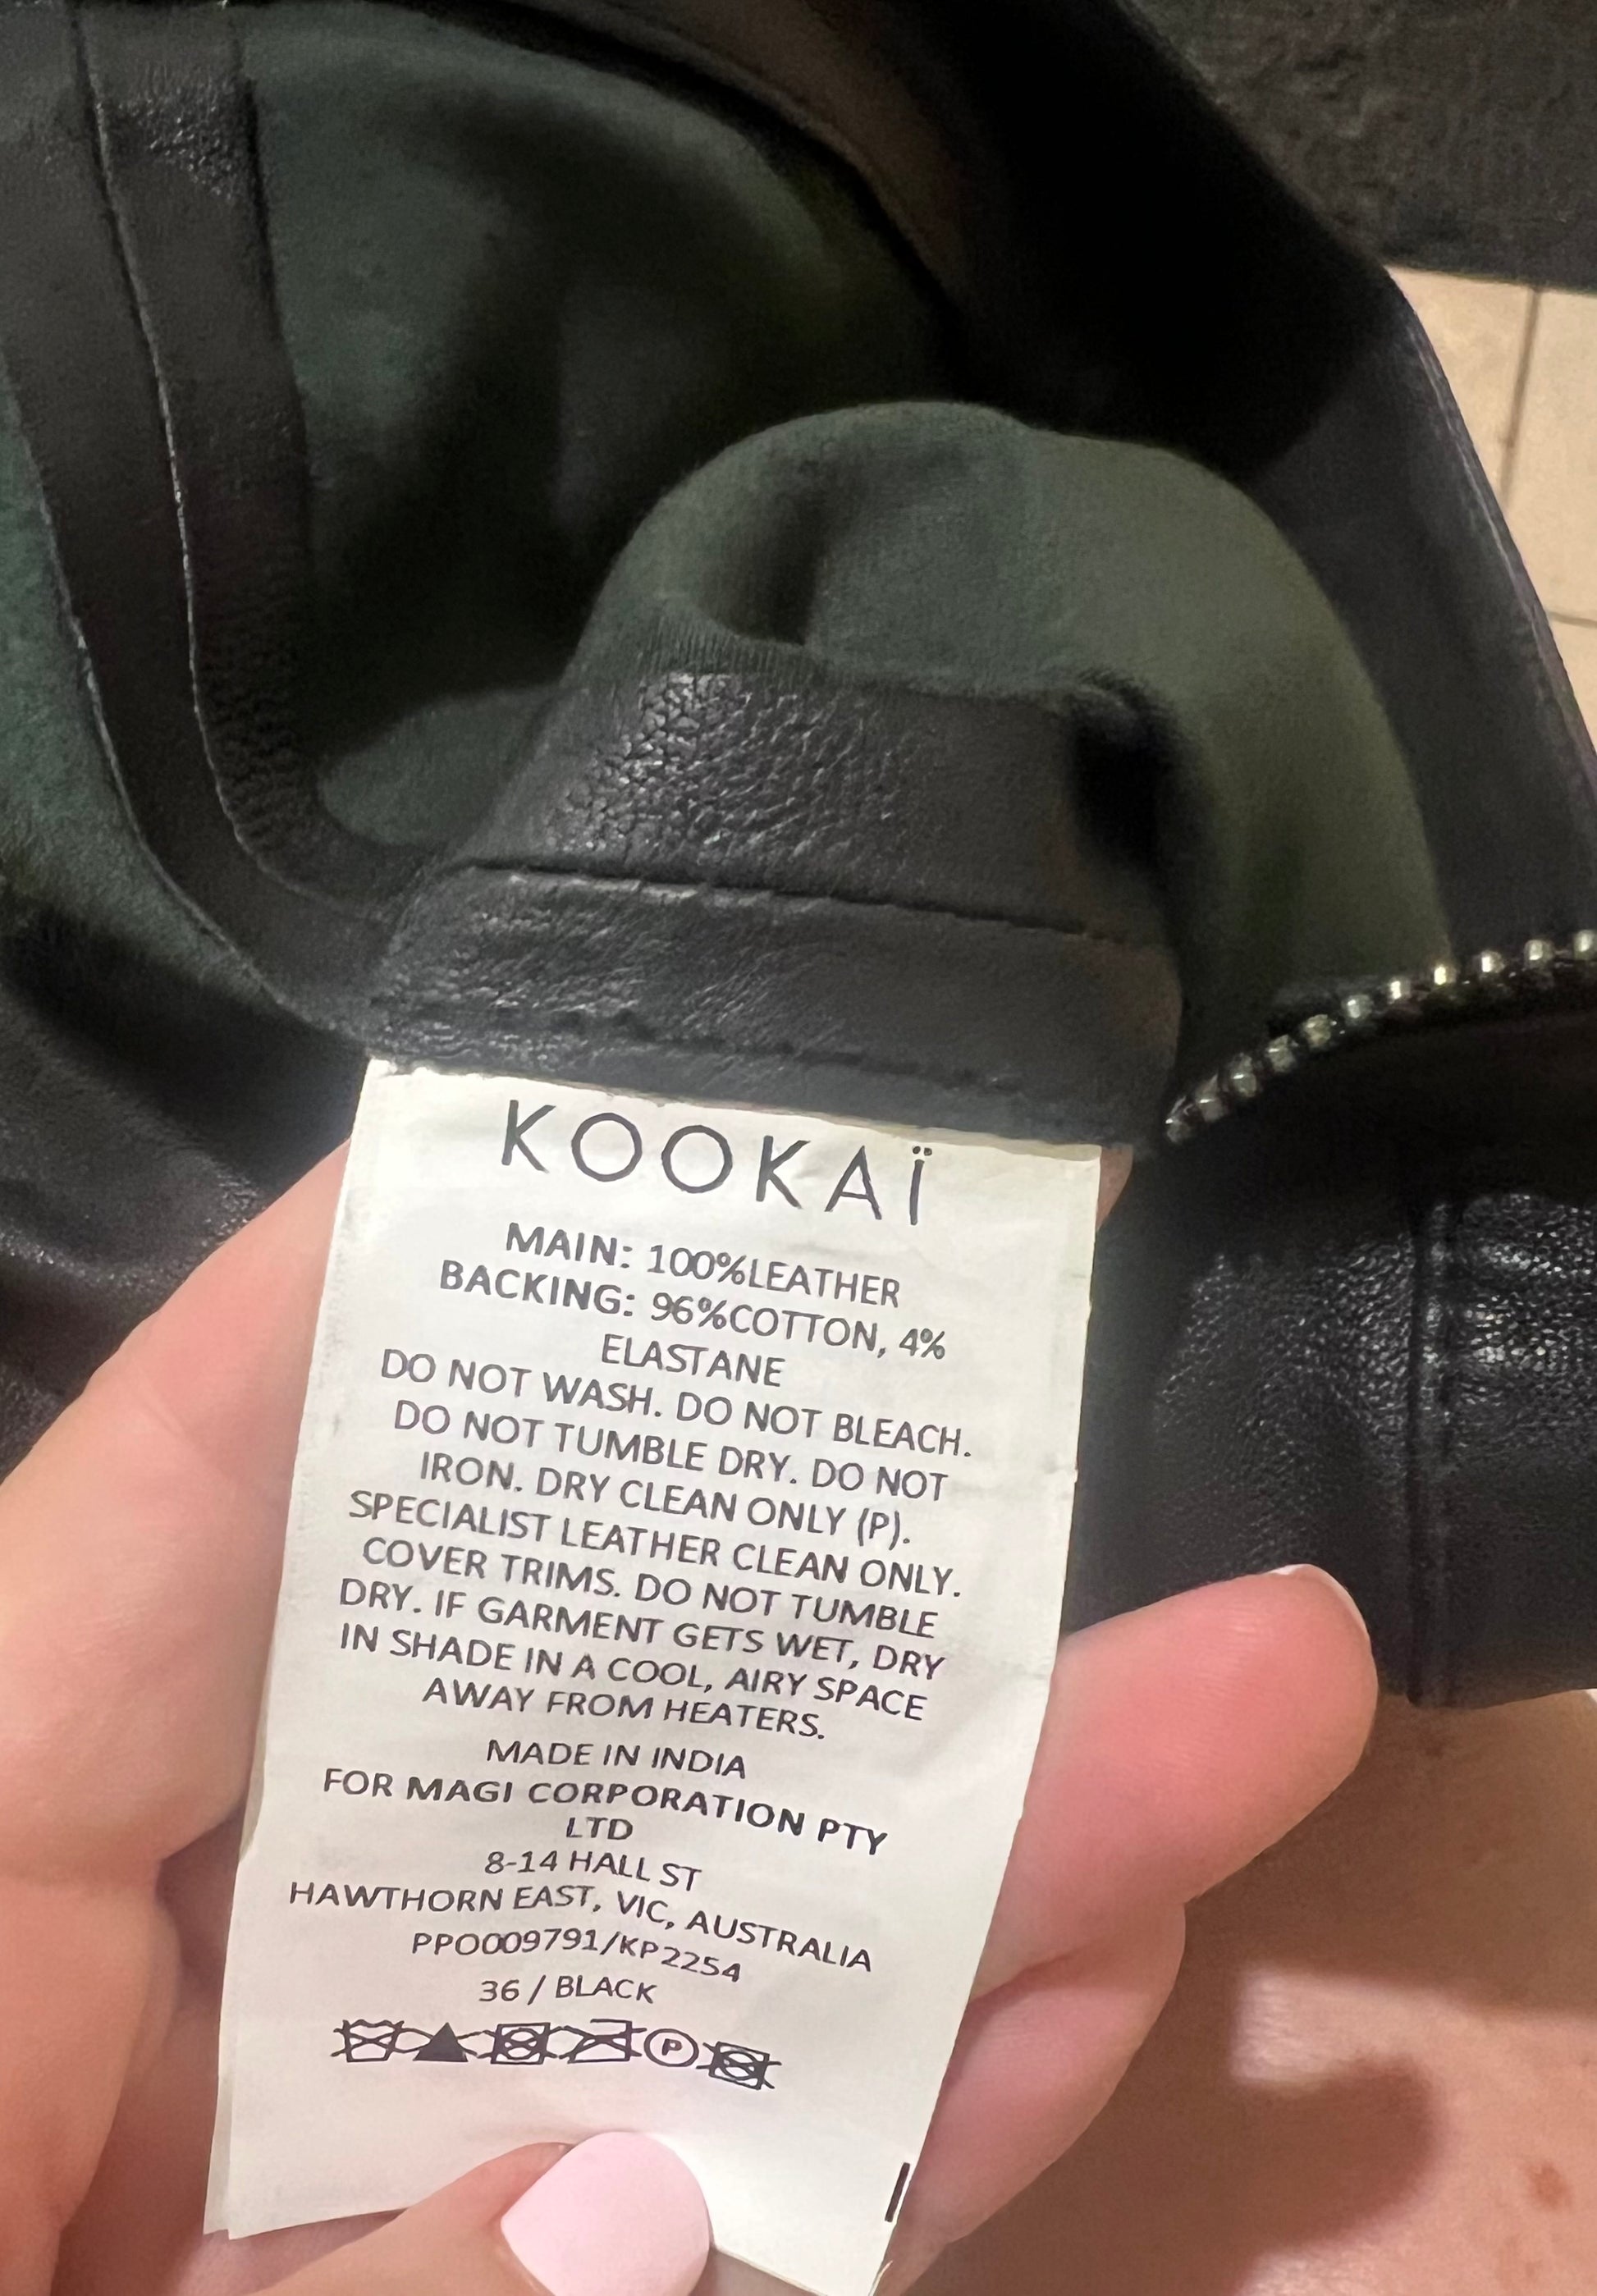 KOOKAÏ
MAIN: 100%LEATHER
BACKING: 96%COTTON, 4%
ELASTANE
DO NOT WASH. DO NOT BLEACH.
DO NOT TUMBLE DRY. DO NOT
IRON. DRY CLEAN ONLY (P).
SPECIALIST LEATHER CLEAN ONLY.
COVER TRIMS. DO NOT TUMBLE
DRY. IF GARMENT GETS WET, DRY
IN SHADE IN A COOL, AIRY SPACE
AWAY FROM HEATERS.
MADE IN INDIA
FOR MAGI CORPORATION PTY
LTD
8-14 HALL ST
HAWTHORN EAST, VIC, AUSTRALIA
PPO009791/KP2254
36 / BLACK
P